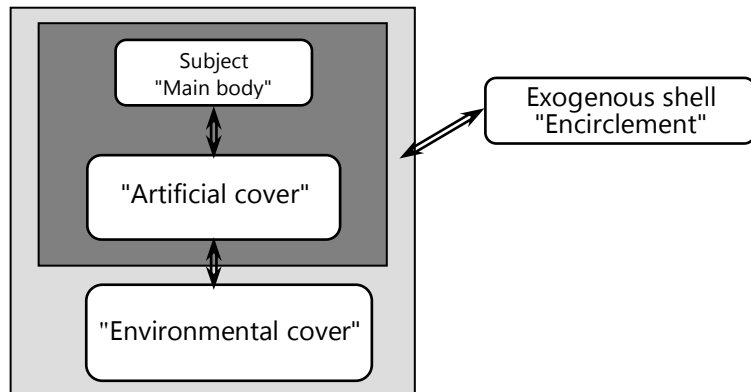 Subject
"Main body"
Exogenous shell
"Encirclement"
"Artificial cover"
"Environmental cover"